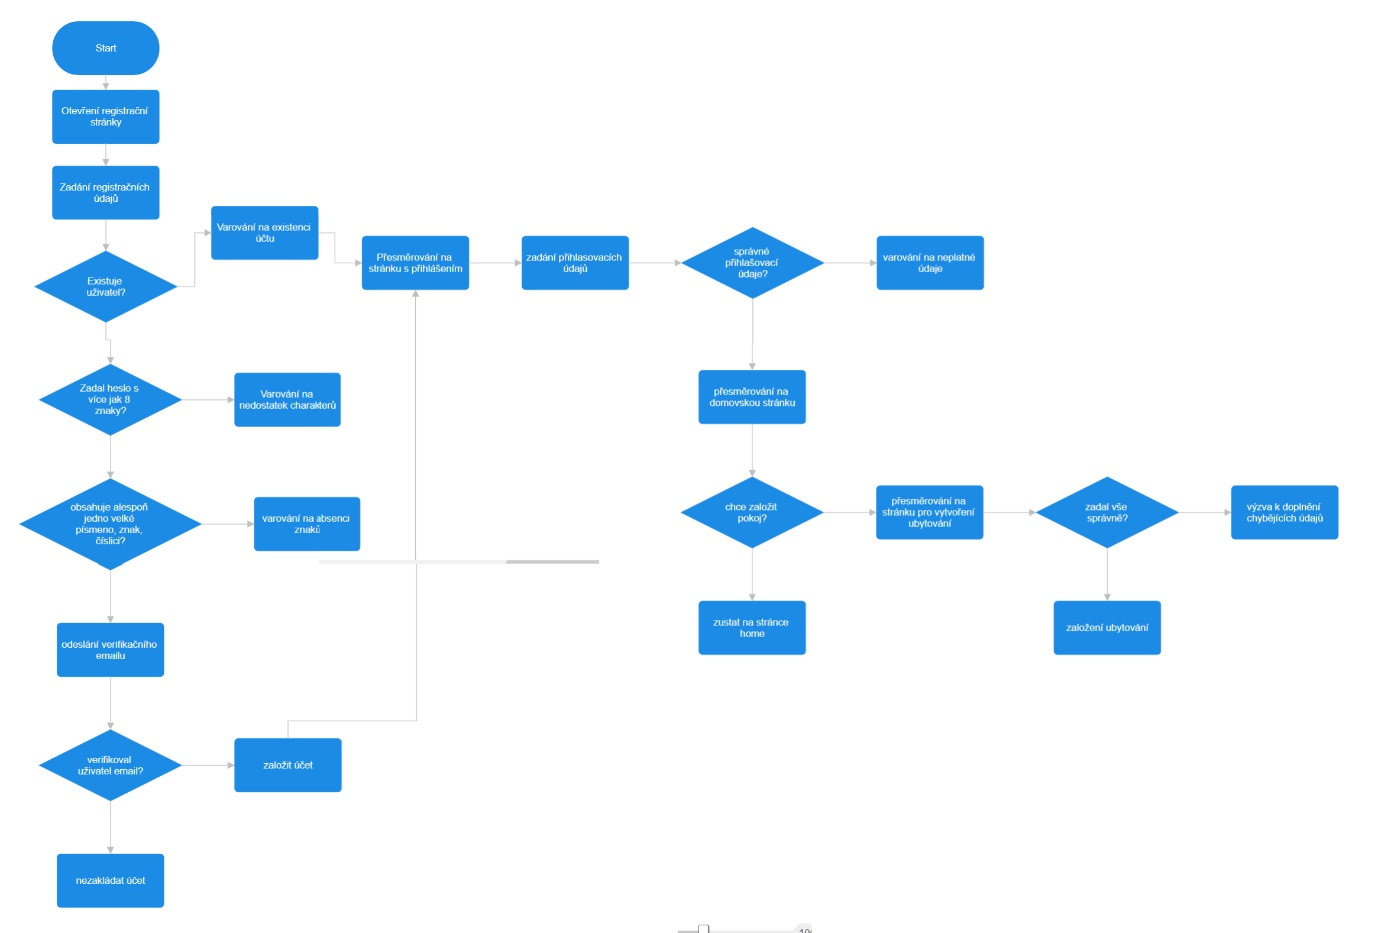 Start
Otevření registrační
stránky
Zadání registračních
údajů
Existuje
uživatel?
Varování na existenci
účtu
Přesměrování na
stránku s přihlášením
zadání přihlasovacích
údajů
správné
přihlašovací
údaje?
varování na neplatné
údaje
Zadal heslo s
více jak 8
znaky?
Varování na
nedostatek charakterů
přesměrování na
domovskou stránku
obsahuje alespoň
jedno velké
písmeno, znak,
číslici?
varování na absenci
znaků
chce založit
pokoj?
přesměrování na
stránku pro vytvoření
ubytování
zadal vše
správně?
výzva k doplnění
chybějících údajů
odeslání verifikačního
emailu
zustat na stránce
home
založení ubytování
verifikoval
uživatel email?
založit účet
nezakládat účet